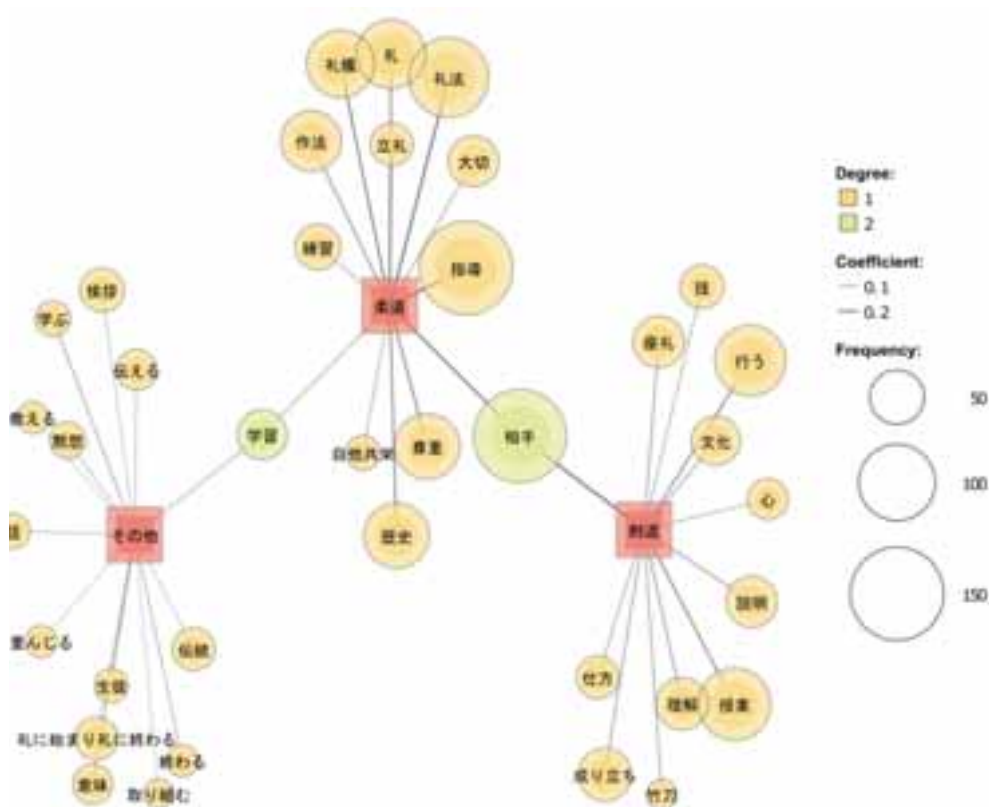 礼儀
礼
礼法
作法
立礼
大切
練習
指導
柔道
学習
自他共栄
尊重
相手
歴史
挨拶
学ぶ
伝える
教える
黙想
その他
重んじる
伝統
生徒
礼に始まり礼に終わる
終わる
意味
取り組む
技
座礼
行う
文化
心
剣道
説明
仕方
理解
授業
成り立ち
竹刀
Degree:
1
2
Coefficient:
0.1
0.2
Frequency:
50
100
150